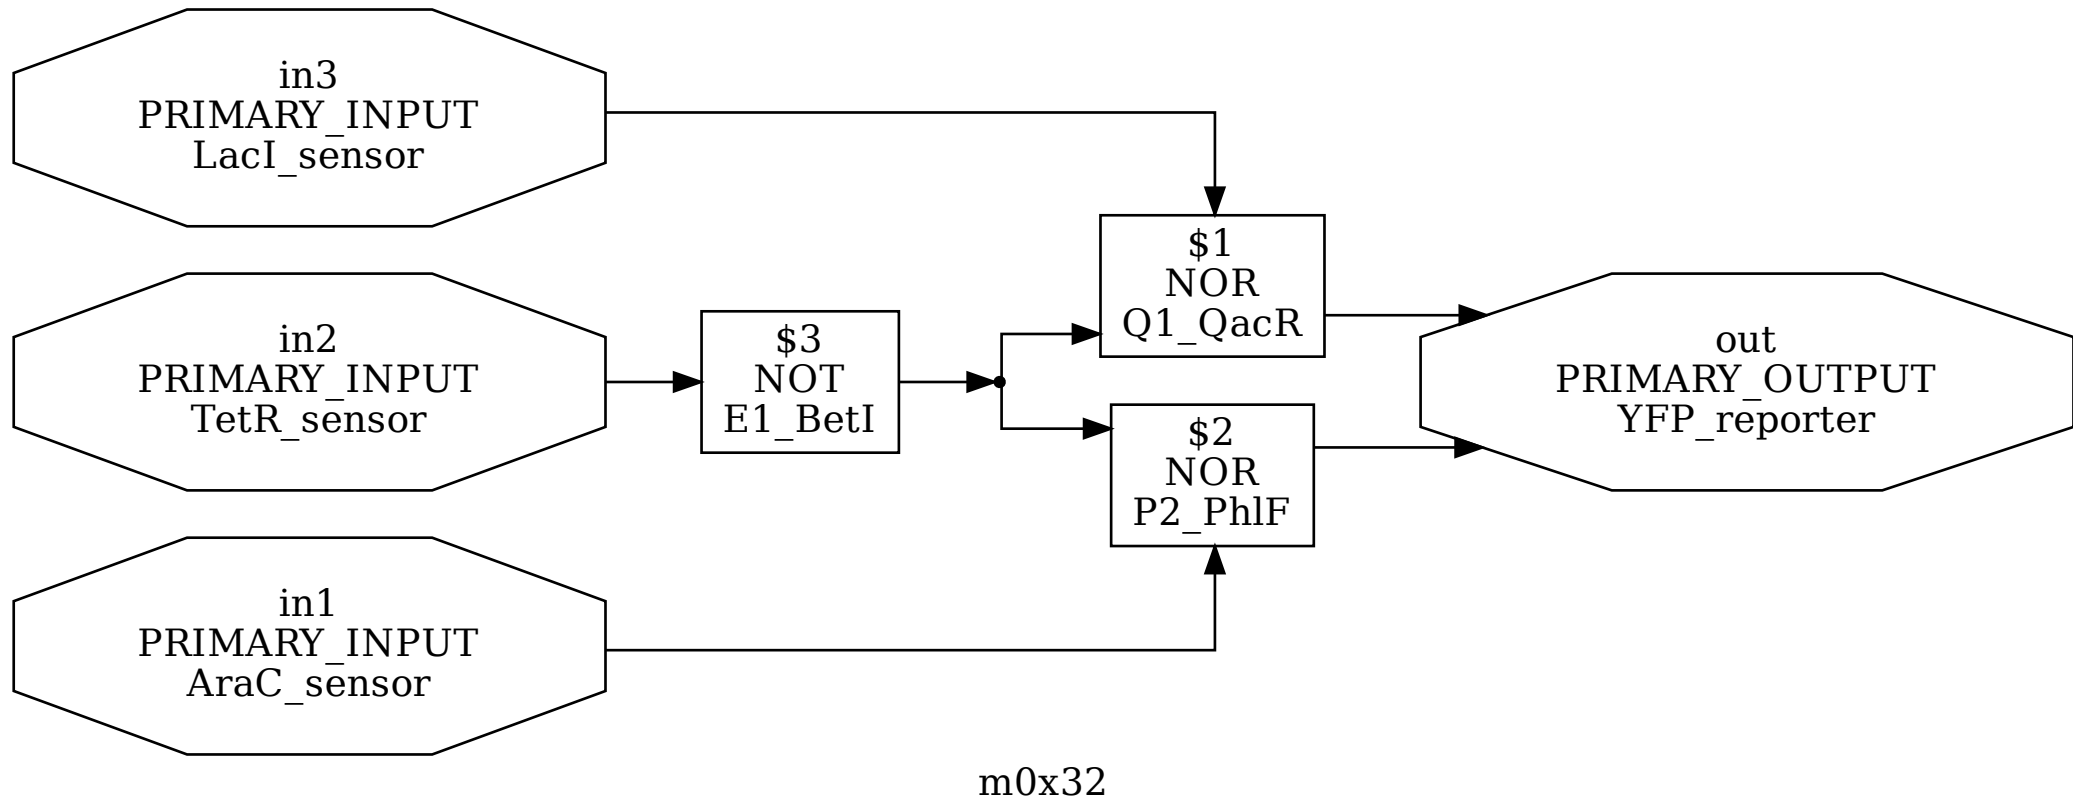 in3
PRIMARY_INPUT
LacI_sensor
in2
PRIMARY_INPUT
TetR_sensor
in1
PRIMARY_INPUT
AraC_sensor
$3
NOT
E1_BetI
$1
NOR
Q1_QacR
$2
NOR
P2_PhlF
out
PRIMARY_OUTPUT
YFP_reporter
m0x32